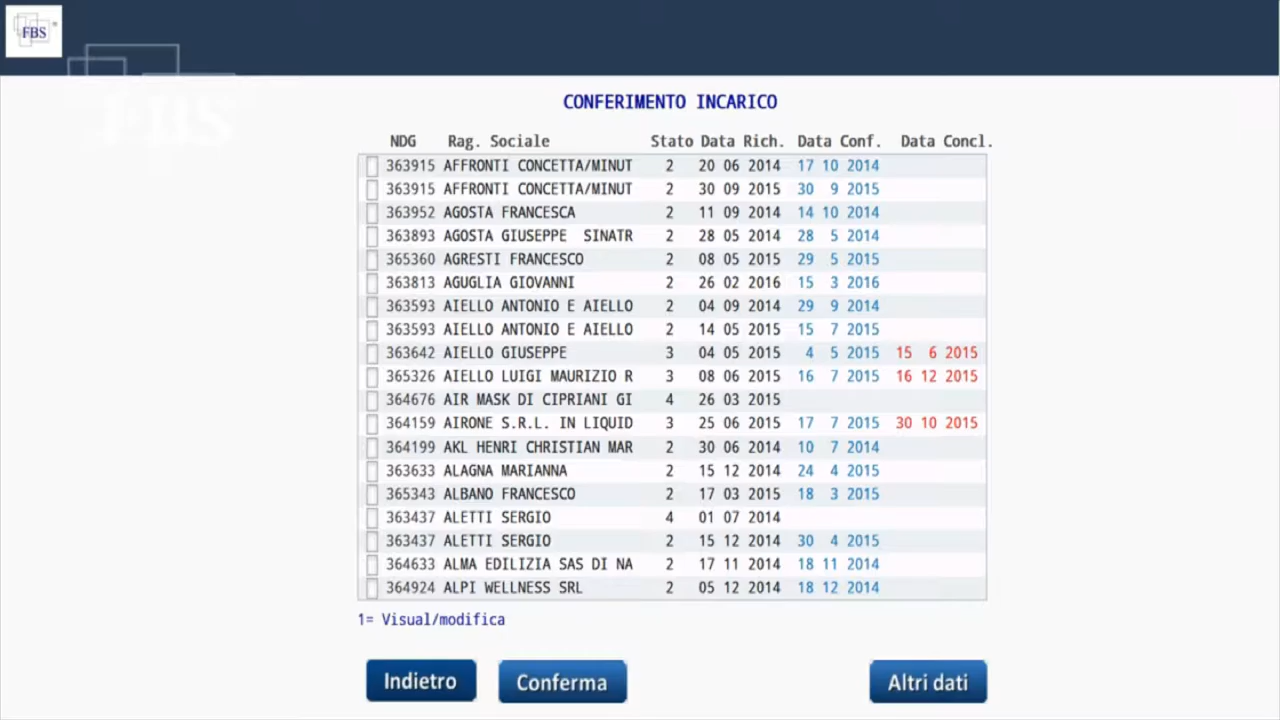 FBS
FBS
CONFERIMENTO INCARICO
NDG Rag. Sociale Stato Data Rich. Data Conf. Data Concl.
363915 AFFRONTI CONCETTA/MINUT 2 20 06 2014 17 10 2014
363915 AFFRONTI CONCETTA/MINUT 2 30 09 2015 30 9 2015
363952 AGOSTA FRANCESCA 2 11 09 2014 14 10 2014
363893 AGOSTA GIUSEPPE SINATR 2 28 05 2014 28 5 2014
365360 AGRESTI FRANCESCO 2 08 05 2015 29 5 2015
363813 AGUGLIA GIOVANNI 2 26 02 2016 15 3 2016
363593 AIELLO ANTONIO E AIELLO 2 04 09 2014 29 9 2014
363593 AIELLO ANTONIO E AIELLO 2 14 05 2015 15 7 2015
363642 AIELLO GIUSEPPE 3 04 05 2015 4 5 2015 15 6 2015
365326 AIELLO LUIGI MAURIZIO R 3 08 06 2015 16 7 2015 16 12 2015
364676 AIR MASK DI CIPRIANI GI 4 26 03 2015
364159 AIRONE S.R.L. IN LIQUID 3 25 06 2015 17 7 2015 30 10 2015
364199 AKL HENRI CHRISTIAN MAR 2 30 06 2014 10 7 2014
363633 ALAGNA MARIANNA 2 15 12 2014 24 4 2015
365343 ALBANO FRANCESCO 2 17 03 2015 18 3 2015
363437 ALETTI SERGIO 4 01 07 2014
363437 ALETTI SERGIO 2 15 12 2014 30 4 2015
364633 ALMA EDILIZIA SAS DI NA 2 17 11 2014 18 11 2014
364924 ALPI WELLNESS SRL 2 05 12 2014 18 12 2014
1= Visual/modifica
Indietro Conferma Altri dati